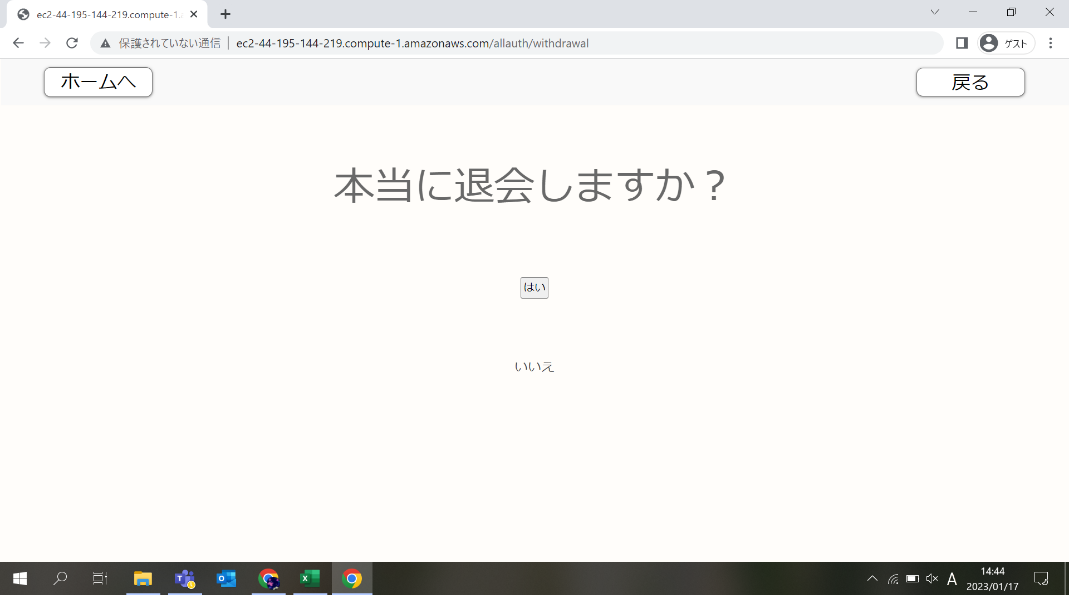 ec2-44-195-144-219.compute-1.
保護されていない通信 | ec2-44-195-144-219.compute-1.amazonaws.com/allauth/withdrawal
ゲスト
ホームへ
戻る
本当に退会しますか？
はい
いいえ
A
14:44
2023/01/17